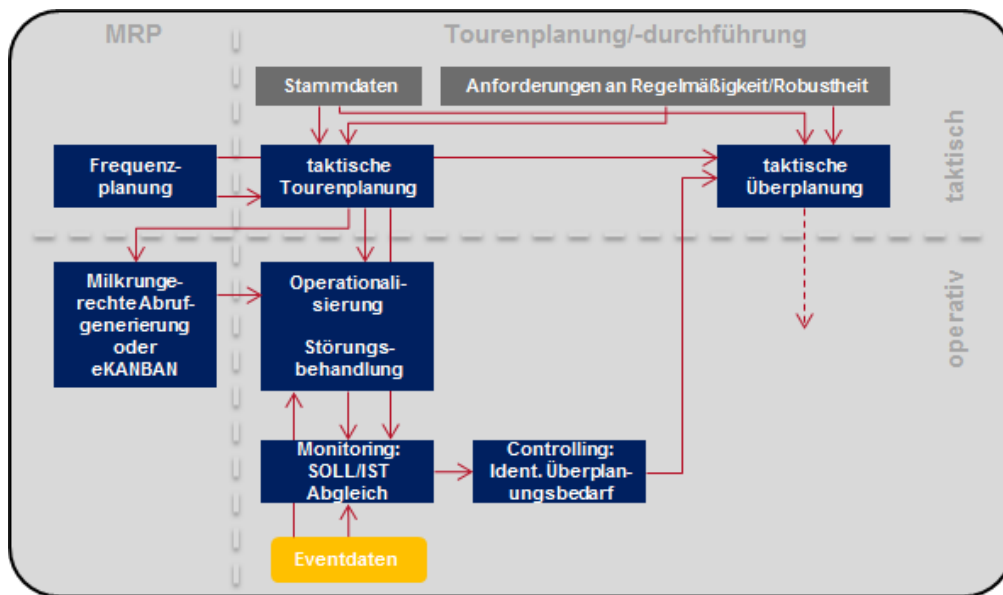 MRP
Tourenplanung/-durchführung
Stammdaten
Anforderungen an Regelmäßigkeit/Robustheit
taktisch
Frequenz-
planung
taktische
Tourenplanung
taktische
Überplanung
Milkrunge-
rechte Abruf-
generierung
oder
eKANBAN
Operationali-
sierung
Störungs-
behandlung
operativ
Monitoring:
SOLL/IST
Abgleich
Controlling:
Ident. Überplan-
ungsbedarf
Eventdaten